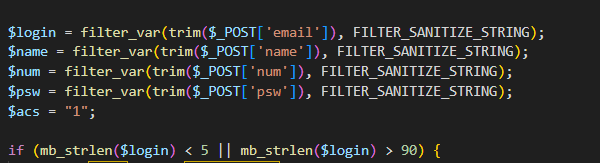 $login = filter_var(trim($_POST['email']), FILTER_SANITIZE_STRING);
$name = filter_var(trim($_POST['name']), FILTER_SANITIZE_STRING);
$num = filter_var(trim($_POST['num']), FILTER_SANITIZE_STRING);
$psw = filter_var(trim($_POST['psw']), FILTER_SANITIZE_STRING);
$acs = "1";
if (mb_strlen($login) < 5 || mb_strlen($login) > 90) {